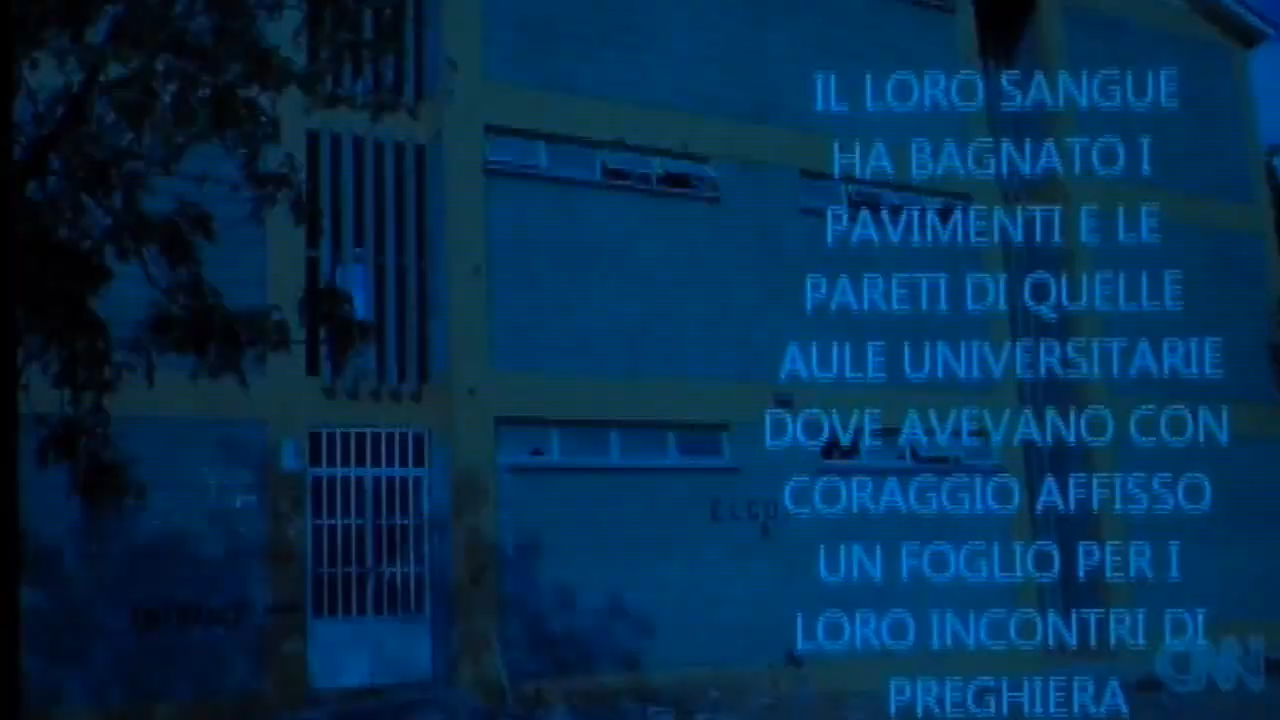 IL LORO SANGUE
HA BAGNATO I
PAVIMENTI E LE
PARETI DI QUELLE
AULE UNIVERSITARIE
DOVE AVEVANO CON
CORAGGIO AFFISSO
UN FOGLIO PER I
LORO INCONTRI DI
PREGHIERA
CNN